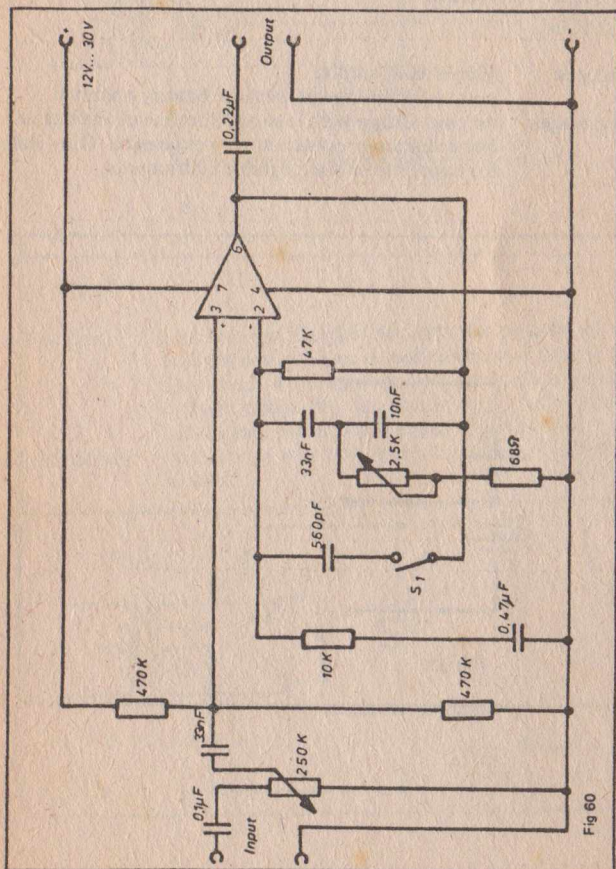 C+
12V...30V
0,22µF
C
Output
C
6
7
3
4
2
+
-
47K
33nF
10nF
2,5K
68Ω
560pF
S1
10K
0,47µF
470K
470K
33nF
250K
0,1µF
C
Input
C
C-
Fig 60